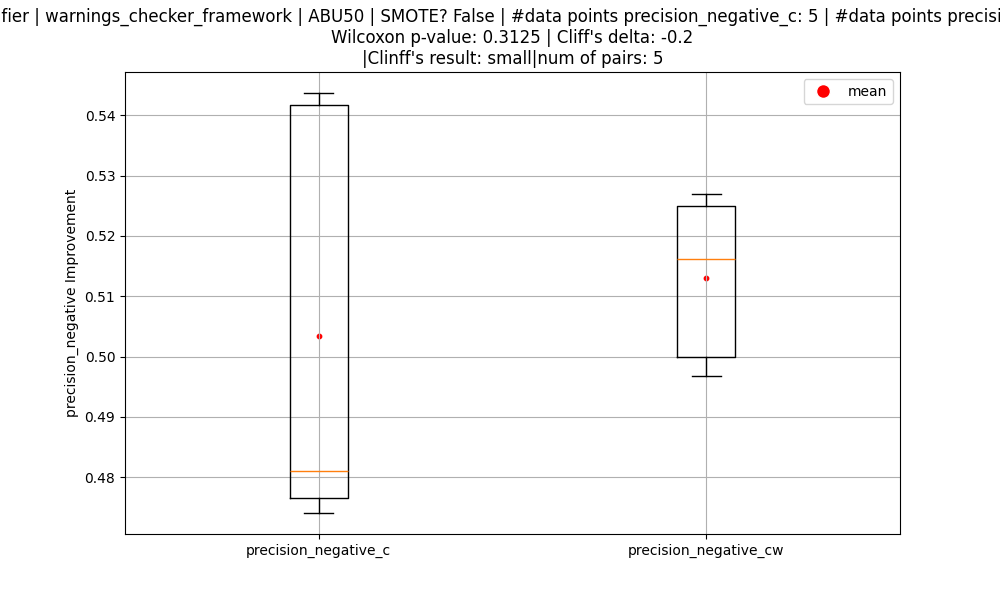 fier | warnings_checker_framework | ABU50 | SMOTE? False | #data points precision_negative_c: 5 | #data points precisi
Wilcoxon p-value: 0.3125 | Cliff's delta: -0.2
|Clinff's result: small|num of pairs: 5
mean
0.54
0.53
0.52
0.51
0.50
0.49
0.48
precision_negative Improvement
precision_negative_c
precision_negative_cw